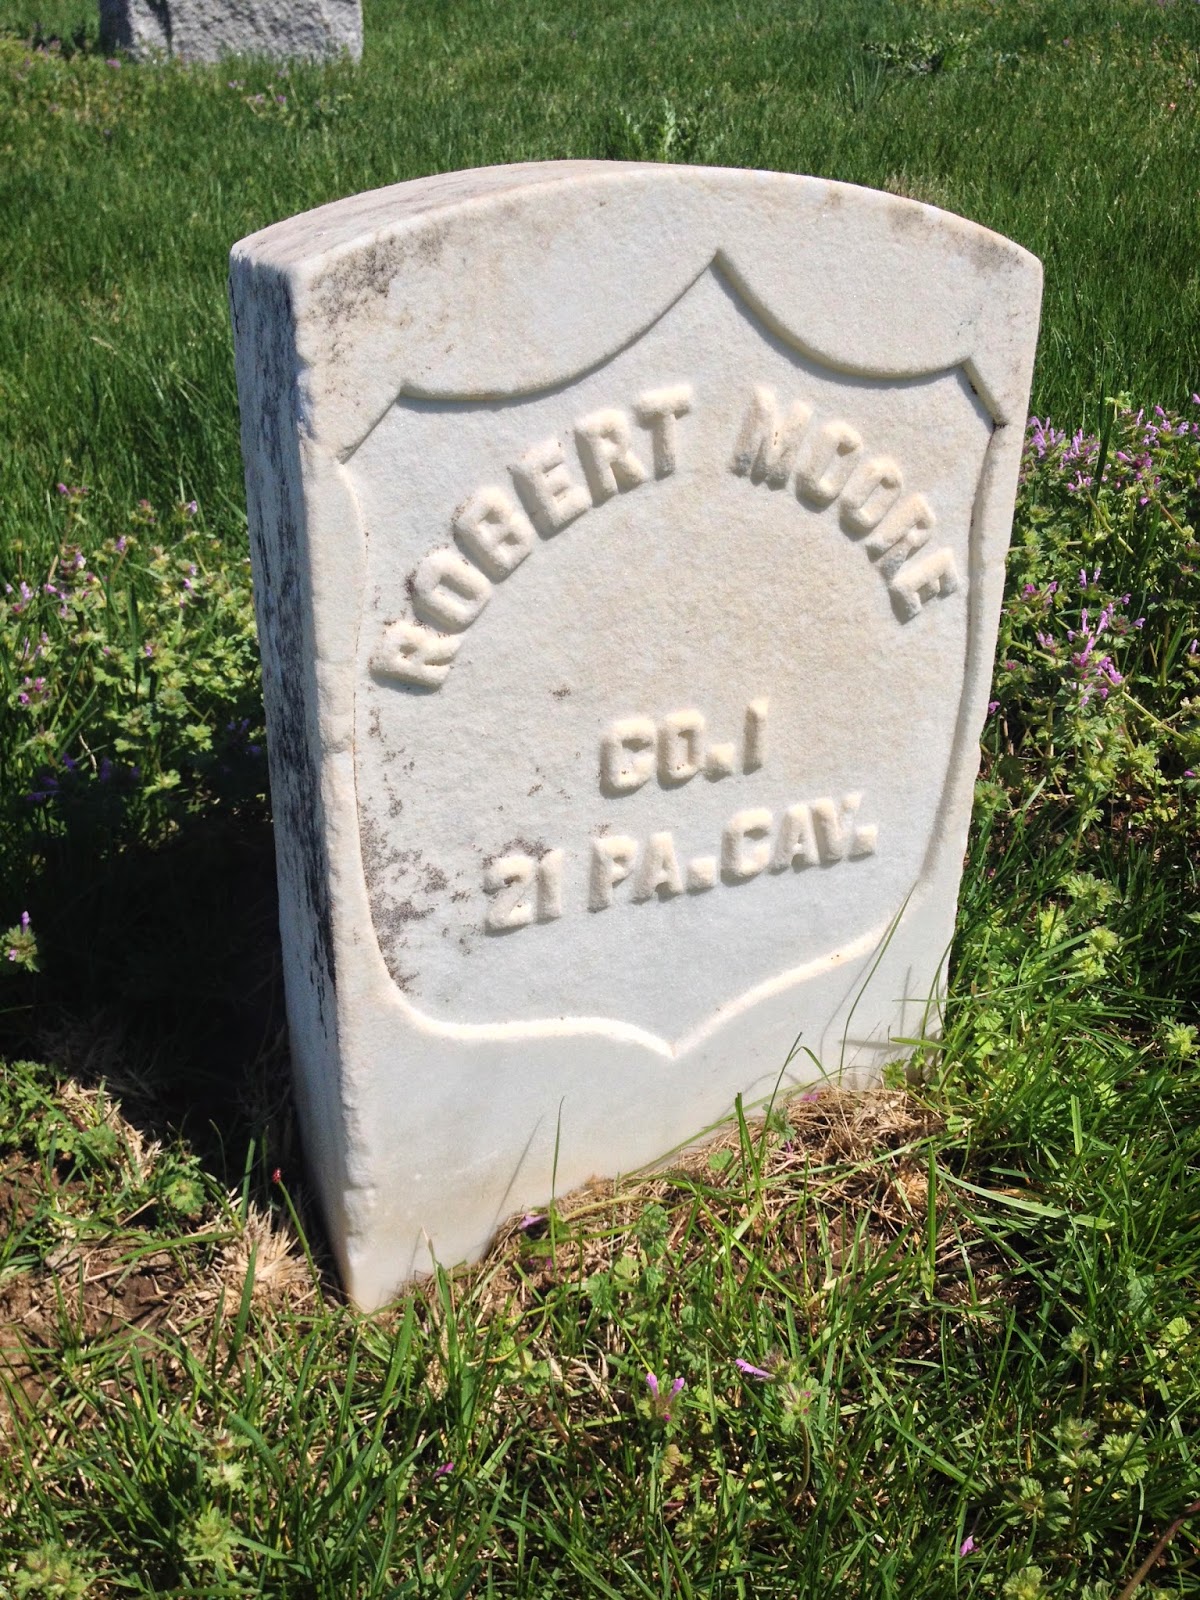 ROBERT MOORE
CO. I
21 PA. CAV.